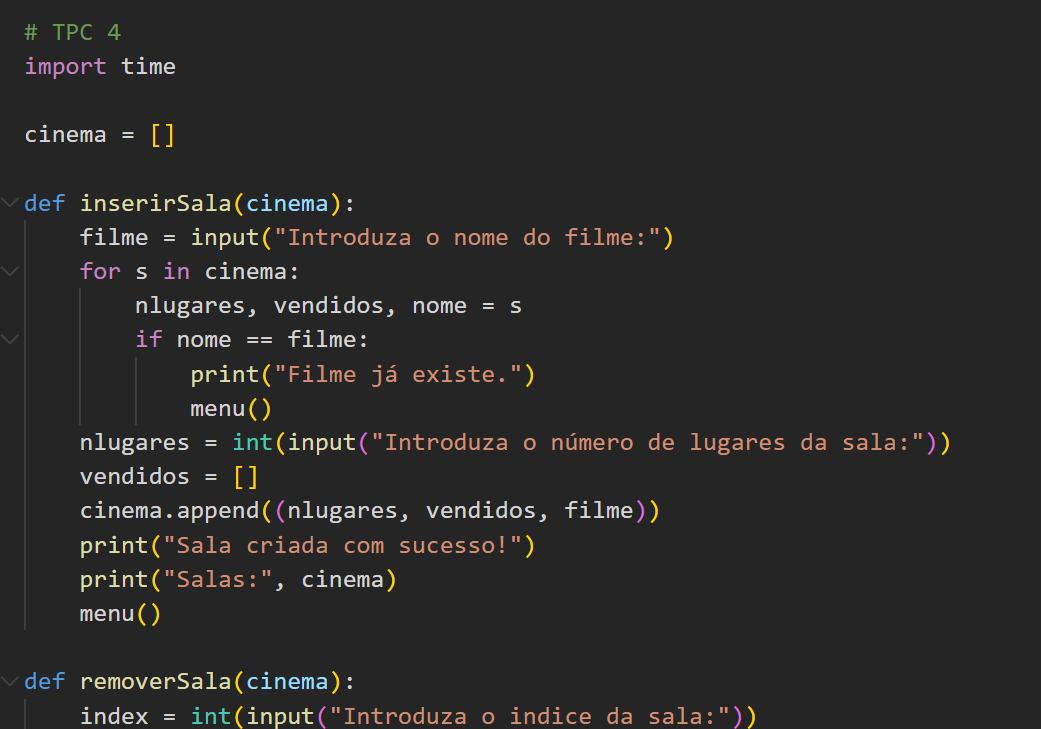 # TPC 4
import time
cinema = []
def inserirSala(cinema):
    filme = input("Introduza o nome do filme:")
    for s in cinema:
        nlugares, vendidos, nome = s
        if nome == filme:
            print("Filme já existe.")
            menu()
    nlugares = int(input("Introduza o número de lugares da sala:"))
    vendidos = []
    cinema.append((nlugares, vendidos, filme))
    print("Sala criada com sucesso!")
    print("Salas:", cinema)
    menu()
def removerSala(cinema):
    index = int(input("Introduza o indice da sala:"))